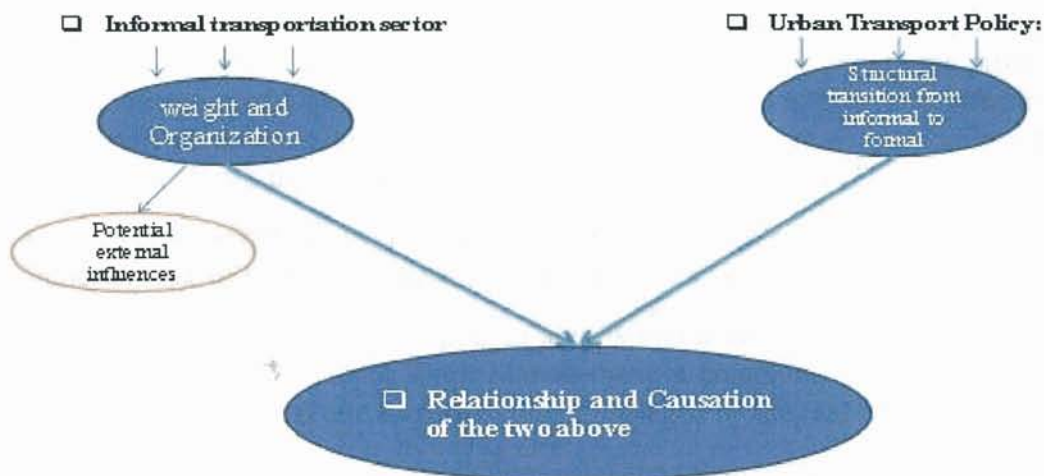 ❑ Informal transportation sector
❑ Urban Transport Policy:
weight and
Organization
Structural
transition from
informal to
formal
Potential
external
influences
❑ Relationship and Causation
of the two above